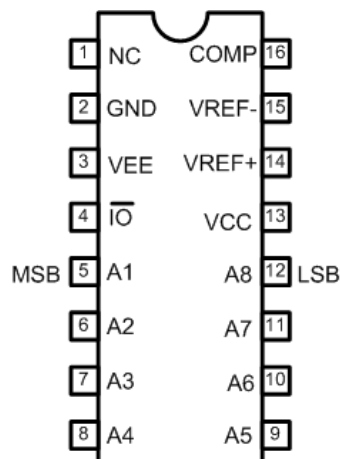 1 NC COMP 16
2 GND VREF- 15
3 VEE VREF+ 14
4 I̅O̅ VCC 13
MSB 5 A1 A8 12 LSB
6 A2 A7 11
7 A3 A6 10
8 A4 A5 9